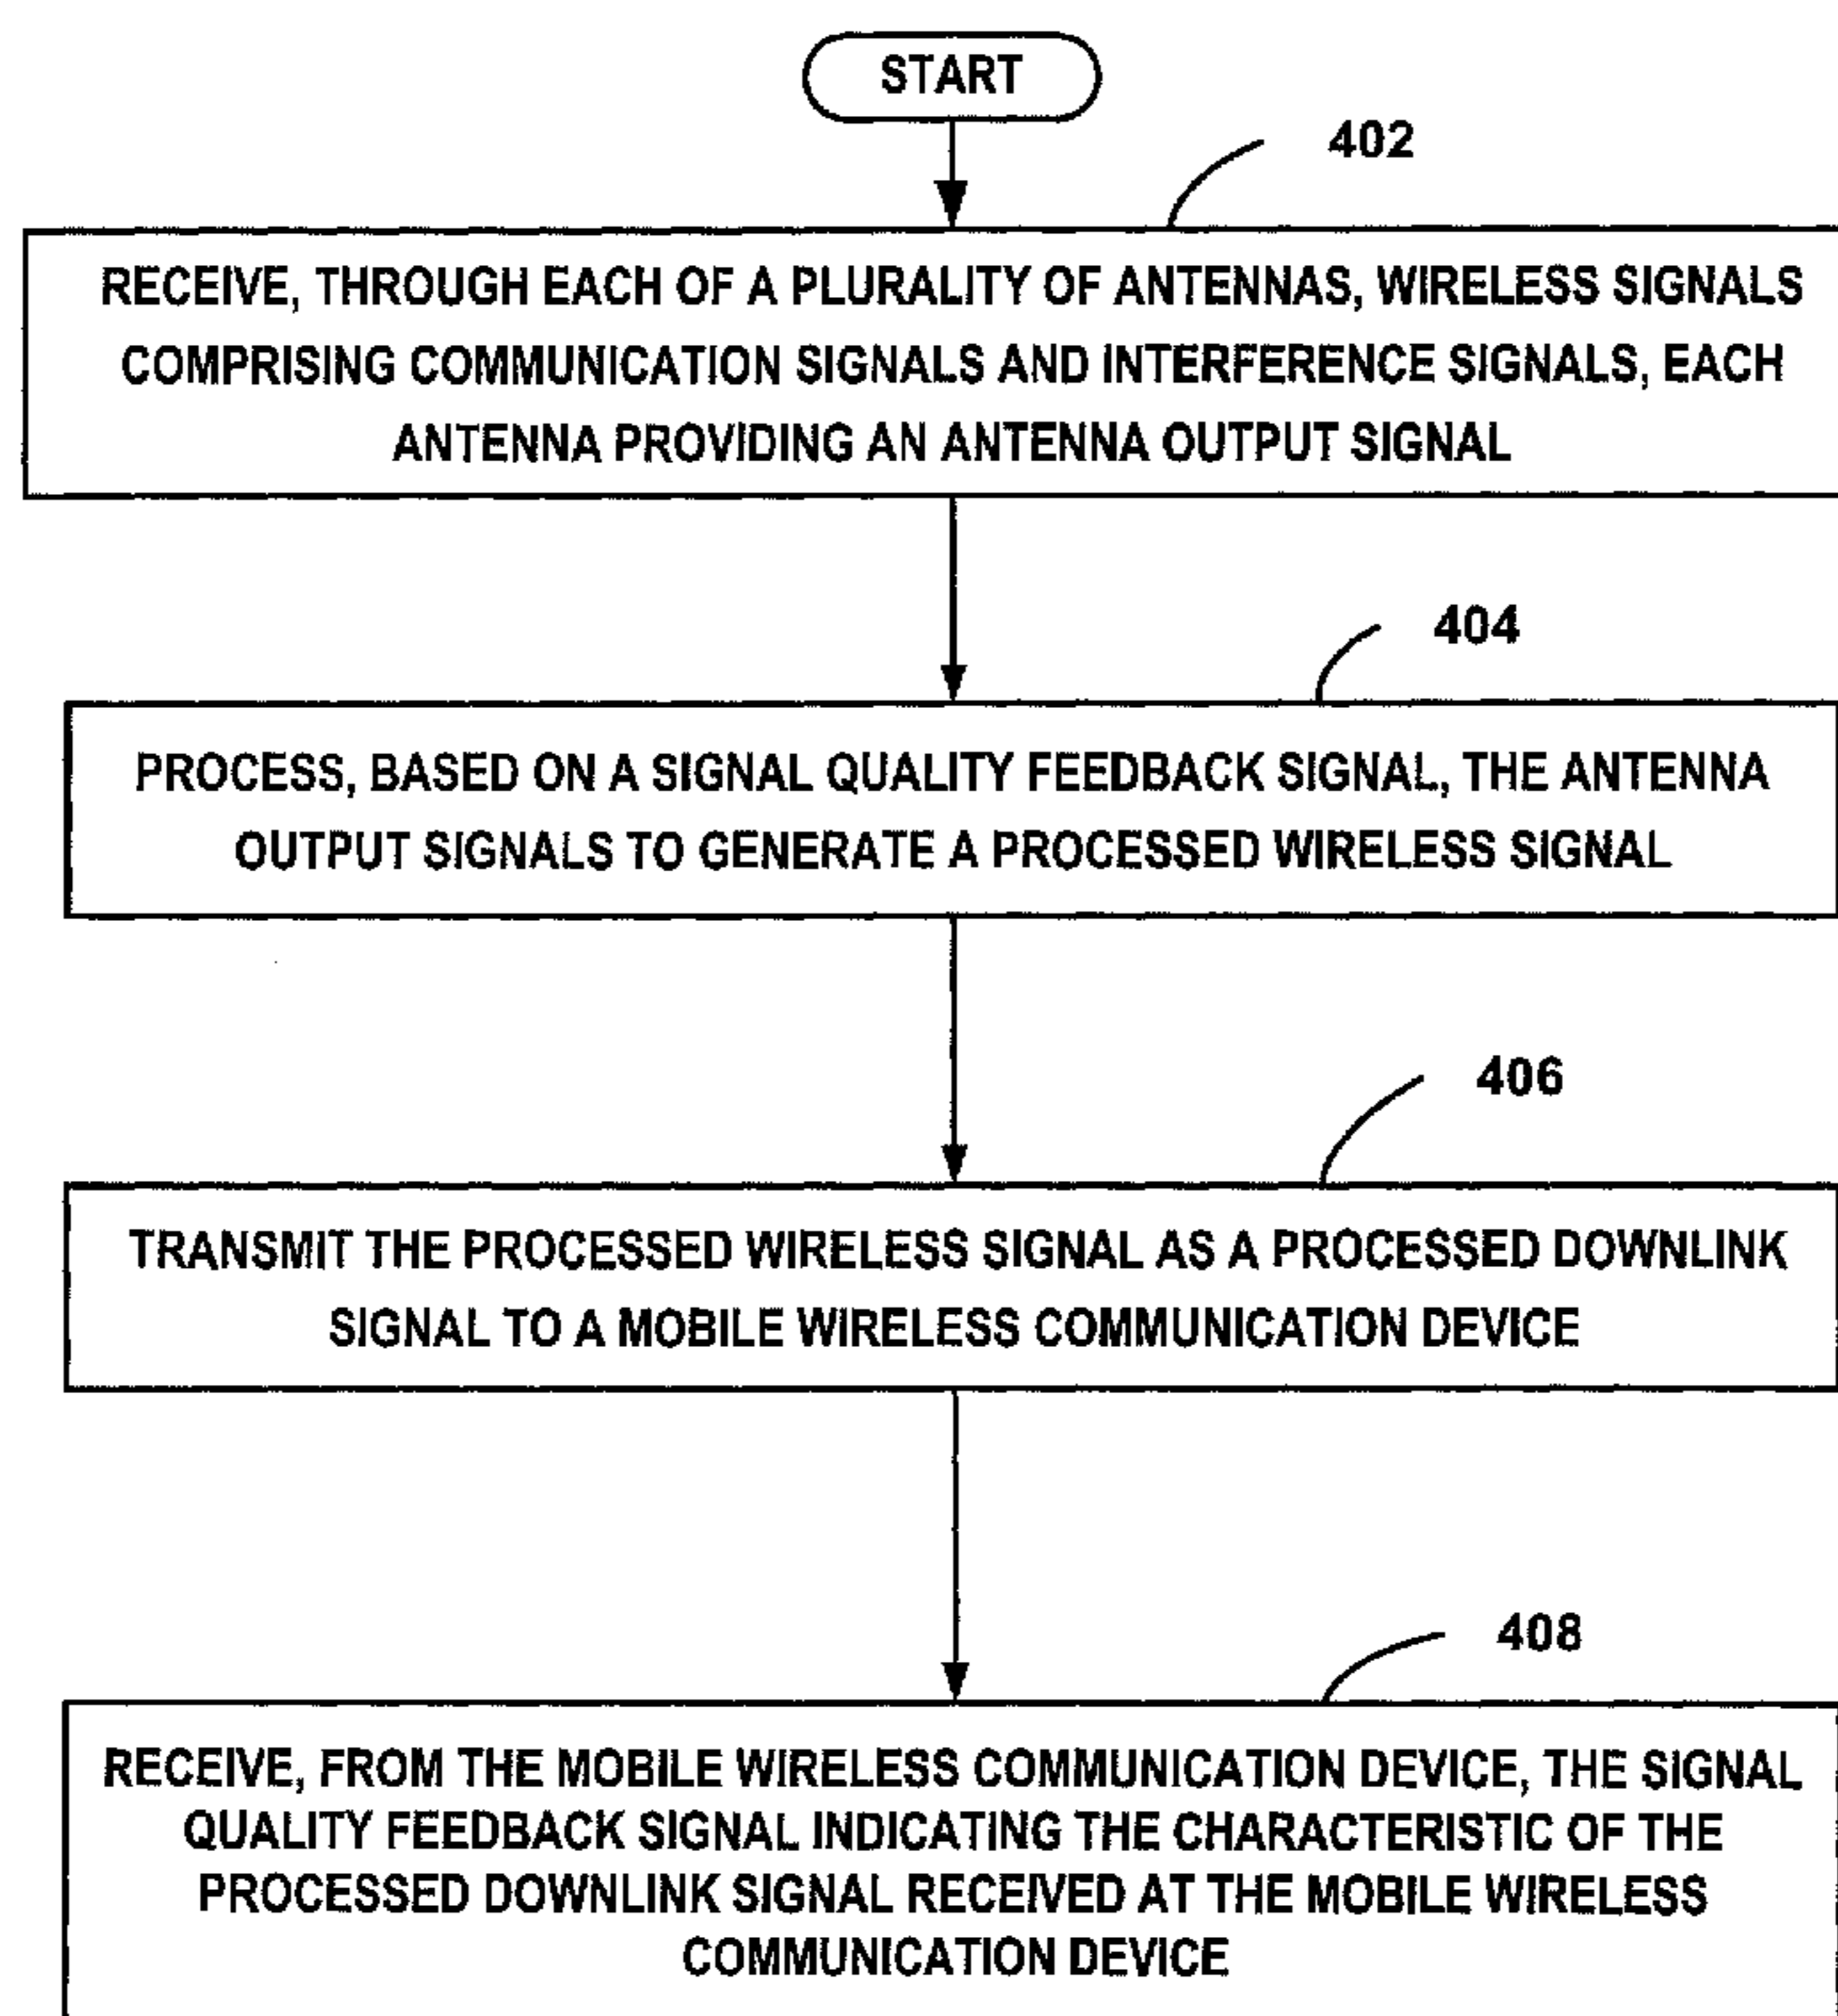 START
402
RECEIVE, THROUGH EACH OF A PLURALITY OF ANTENNAS, WIRELESS SIGNALS
COMPRISING COMMUNICATION SIGNALS AND INTERFERENCE SIGNALS, EACH
ANTENNA PROVIDING AN ANTENNA OUTPUT SIGNAL
404
PROCESS, BASED ON A SIGNAL QUALITY FEEDBACK SIGNAL, THE ANTENNA
OUTPUT SIGNALS TO GENERATE A PROCESSED WIRELESS SIGNAL
406
TRANSMIT THE PROCESSED WIRELESS SIGNAL AS A PROCESSED DOWNLINK
SIGNAL TO A MOBILE WIRELESS COMMUNICATION DEVICE
408
RECEIVE, FROM THE MOBILE WIRELESS COMMUNICATION DEVICE, THE SIGNAL
QUALITY FEEDBACK SIGNAL INDICATING THE CHARACTERISTIC OF THE
PROCESSED DOWNLINK SIGNAL RECEIVED AT THE MOBILE WIRELESS
COMMUNICATION DEVICE